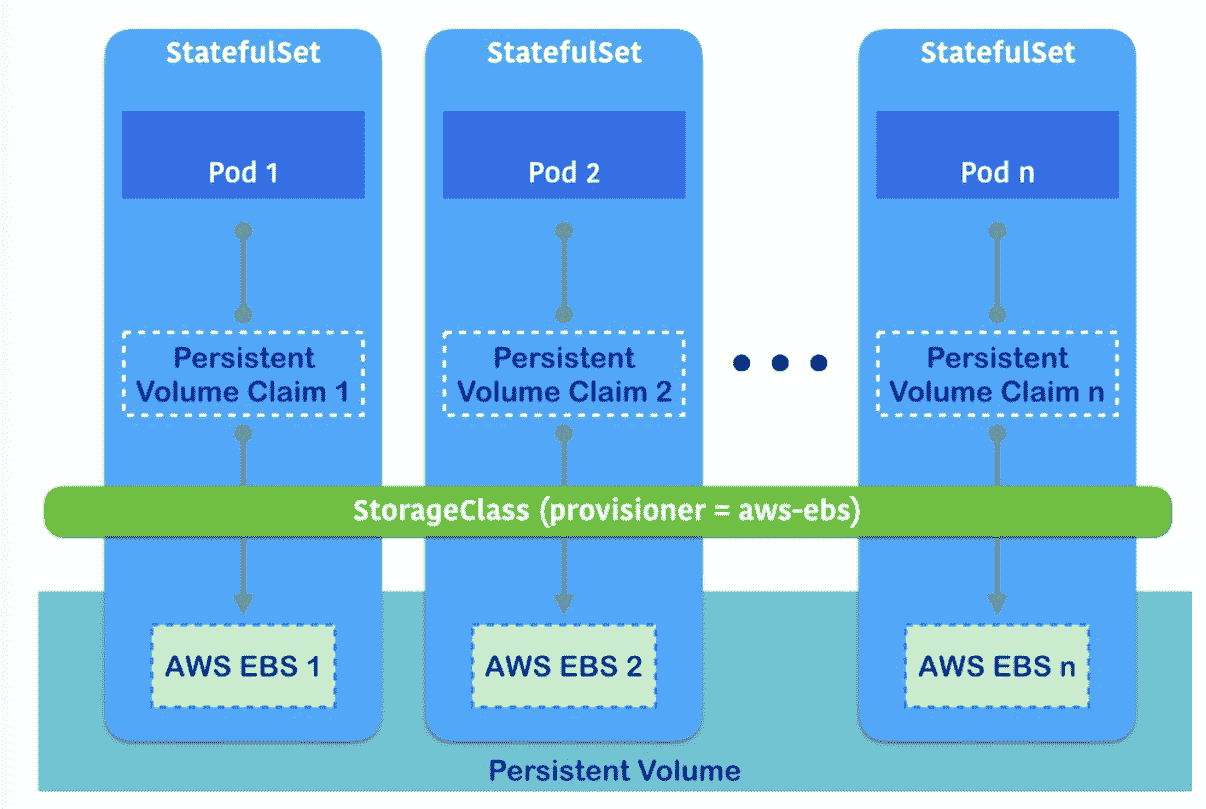 StatefulSet
StatefulSet
StatefulSet
Pod 1
Pod 2
Pod n
Persistent
Volume Claim 1
Persistent
Volume Claim 2
Persistent
Volume Claim n
StorageClass (provisioner = aws-ebs)
AWS EBS 1
AWS EBS 2
AWS EBS n
Persistent Volume